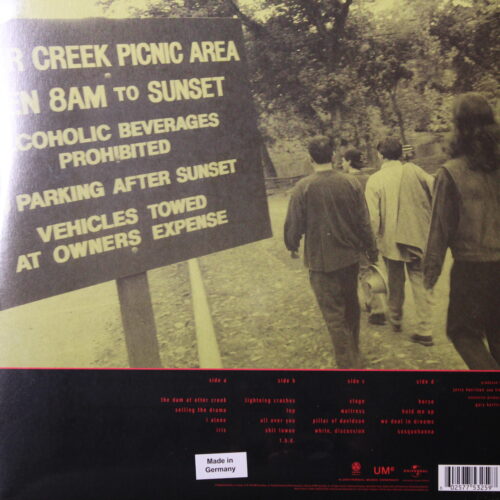 R CREEK PICNIC AREA
EN 8AM TO SUNSET
COHOLIC BEVERAGES
PROHIBITED
PARKING AFTER SUNSET
VEHICLES TOWED
AT OWNERS EXPENSE
side a
the dam at otter creek
selling the drama
i alone
iris
side b
lightning crashes
top
all over you
shit towne
t.b.d.
side c
stage
waitress
pillar of davidson
white, discussion
side d
horse
hold me up
we deal in dreams
susquehanna
Made in
Germany
UMe
UNIVERSAL